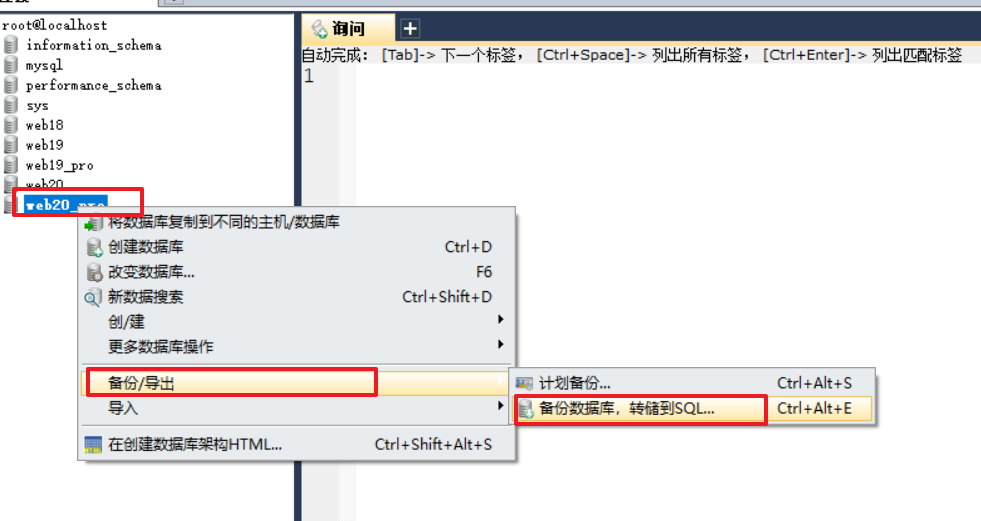 root@localhost
information_schema
mysql
performance_schema
sys
web18
web19
web19_pro
web20
web20_pro
询问
自动完成： [Tab]-> 下一个标签， [Ctrl+Space]-> 列出所有标签， [Ctrl+Enter]-> 列出匹配标签
1
将数据库复制到不同的主机/数据库
创建数据库 Ctrl+D
改变数据库... F6
新数据搜索 Ctrl+Shift+D
创/建
更多数据库操作
备份/导出
导入
在创建数据库架构HTML... Ctrl+Shift+Alt+S
计划备份... Ctrl+Alt+S
备份数据库，转储到SQL... Ctrl+Alt+E